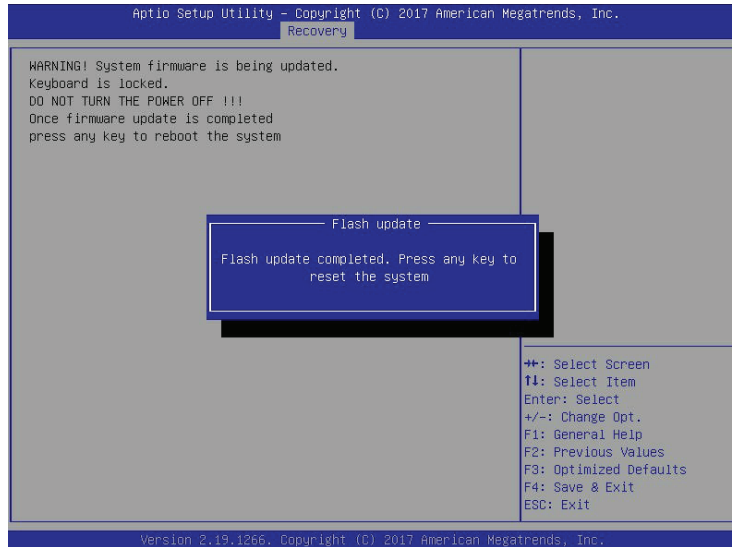 Aptio Setup Utility – Copyright (C) 2017 American Megatrends, Inc.
Recovery
WARNING! System firmware is being updated.
Keyboard is locked.
DO NOT TURN THE POWER OFF !!!
Once firmware update is completed
press any key to reboot the system
Flash update
Flash update completed. Press any key to
reset the system
→←: Select Screen
↑↓: Select Item
Enter: Select
+/-: Change Opt.
F1: General Help
F2: Previous Values
F3: Optimized Defaults
F4: Save & Exit
ESC: Exit
Version 2.19.1266. Copyright (C) 2017 American Megatrends, Inc.